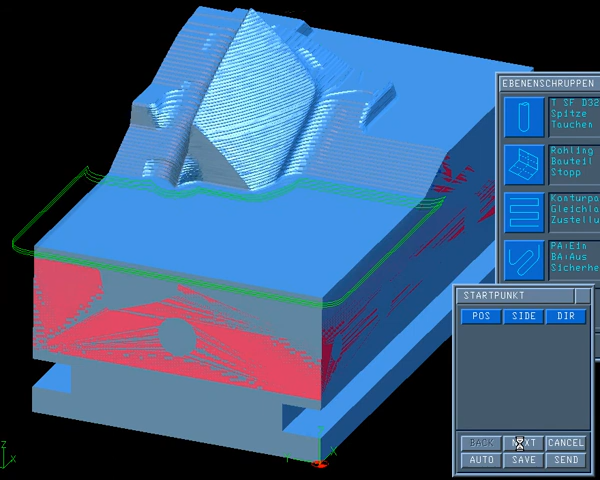 EBENENSCHRUPPEN
T SF D32
Spitze
Tauchen
Rohling
Bauteil
Stopp
Konturpa
Gleichla
Zustellu
PA:Ein
BA:Aus
Sicherhe
STARTPUNKT
POS SIDE DIR
BACK NEXT CANCEL
AUTO SAVE SEND
Z
X
Z
X
Y